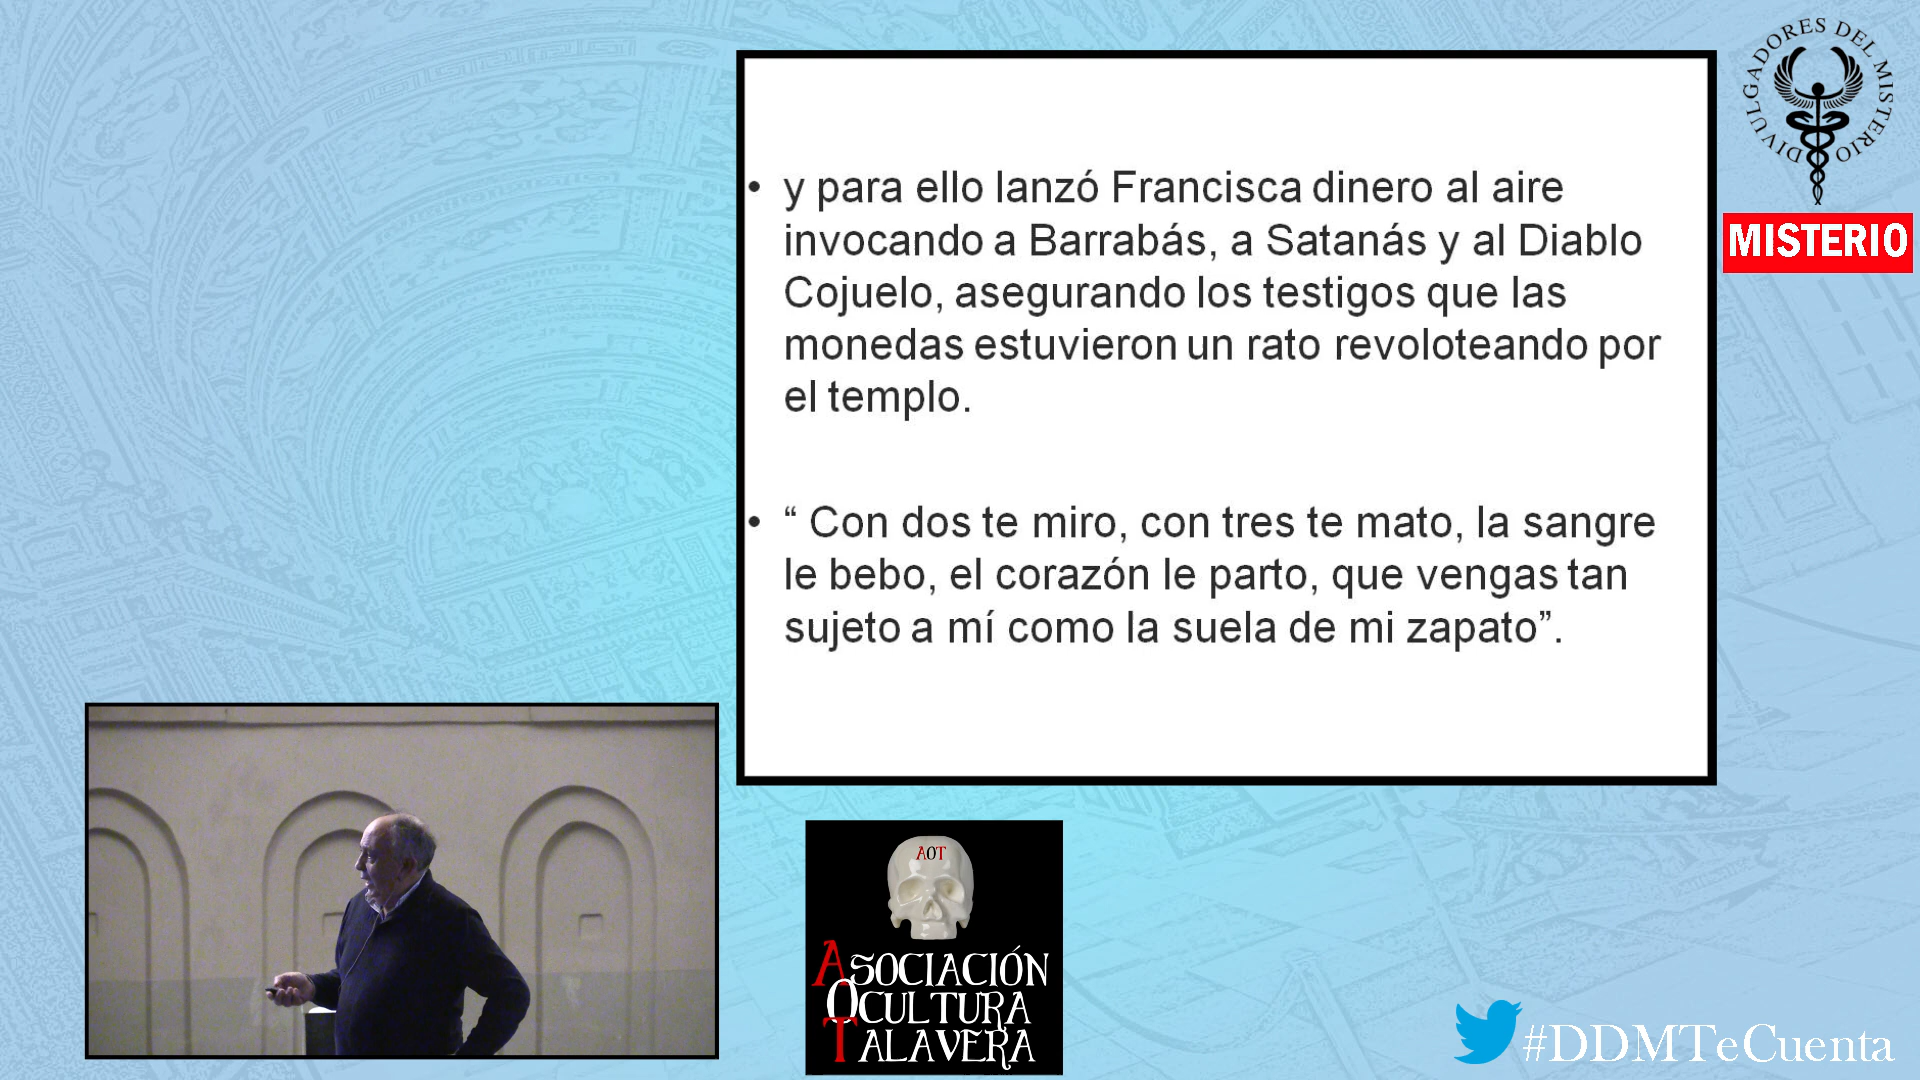 DIVULGADORES DEL MISTERIO
MISTERIO
• y para ello lanzó Francisca dinero al aire
invocando a Barrabás, a Satanás y al Diablo
Cojuelo, asegurando los testigos que las
monedas estuvieron un rato revoloteando por
el templo.
• “ Con dos te miro, con tres te mato, la sangre
le bebo, el corazón le parto, que vengas tan
sujeto a mí como la suela de mi zapato”.
AOT
ASOCIACIÓN
OCULTURA
TALAVERA
#DDMTeCuenta